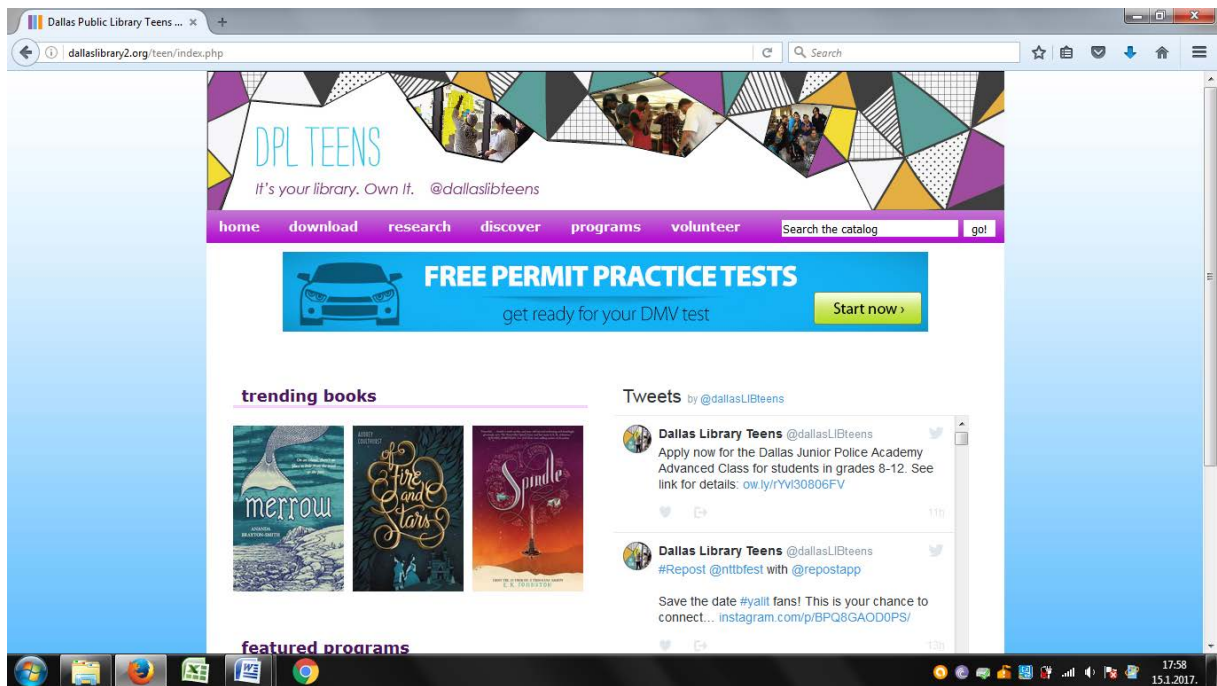 Dallas Public Library Teens ...
dallaslibrary2.org/teen/index.php
Search
DPL TEENS
It's your library. Own It. @dallaslibteens
home download research discover programs volunteer Search the catalog go!
FREE PERMIT PRACTICE TESTS
get ready for your DMV test
Start now ›
trending books
merrow
AMANDA
BRAXTON-SMITH
AUDREY
COULTHURST
Of
Fire
and
Stars
Spindle
E. K. JOHNSTON
Tweets by @dallasLIBteens
Dallas Library Teens @dallasLIBteens
Apply now for the Dallas Junior Police Academy
Advanced Class for students in grades 8-12. See
link for details: ow.ly/rYvI30806FV
11h
Dallas Library Teens @dallasLIBteens
#Repost @nttbfest with @repostapp
Save the date #yalit fans! This is your chance to
connect... instagram.com/p/BPQ8GAOD0PS/
13h
featured programs
17:58
15.1.2017.